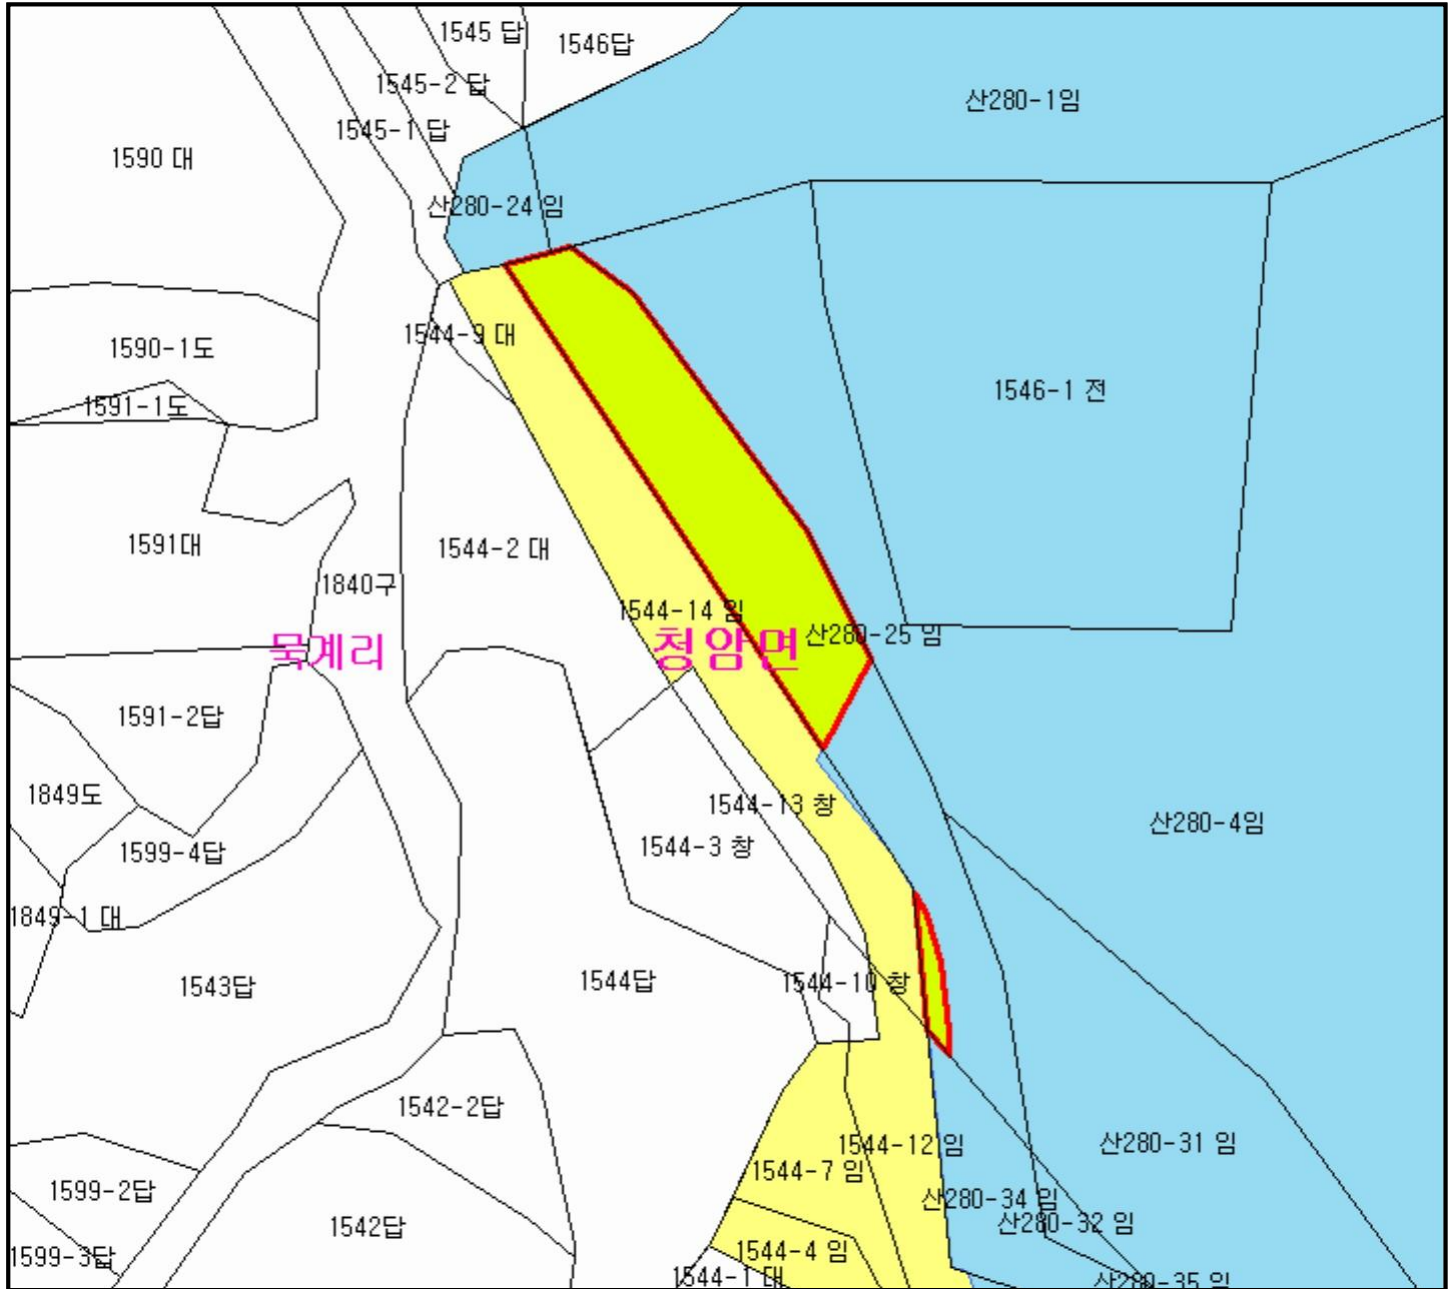 1545 답
1546답
1545-2 답
산280-1임
1545-1 답
1590 대
산280-24 임
1544-9 대
1590-1도
1546-1 전
1591-1도
1591대
1544-2 대
1840구
1544-14 임
산280-25 임
묵계리
청암면
1591-2답
1849도
1544-13 창
산280-4임
1544-3 창
1599-4답
1849-1 대
1544답
1544-10 창
1543답
1542-2답
1544-12 임
산280-31 임
1544-7 임
1599-2답
산280-34 임
산280-32 임
1542답
1544-4 임
1599-3답
1544-1 대
산280-35 임